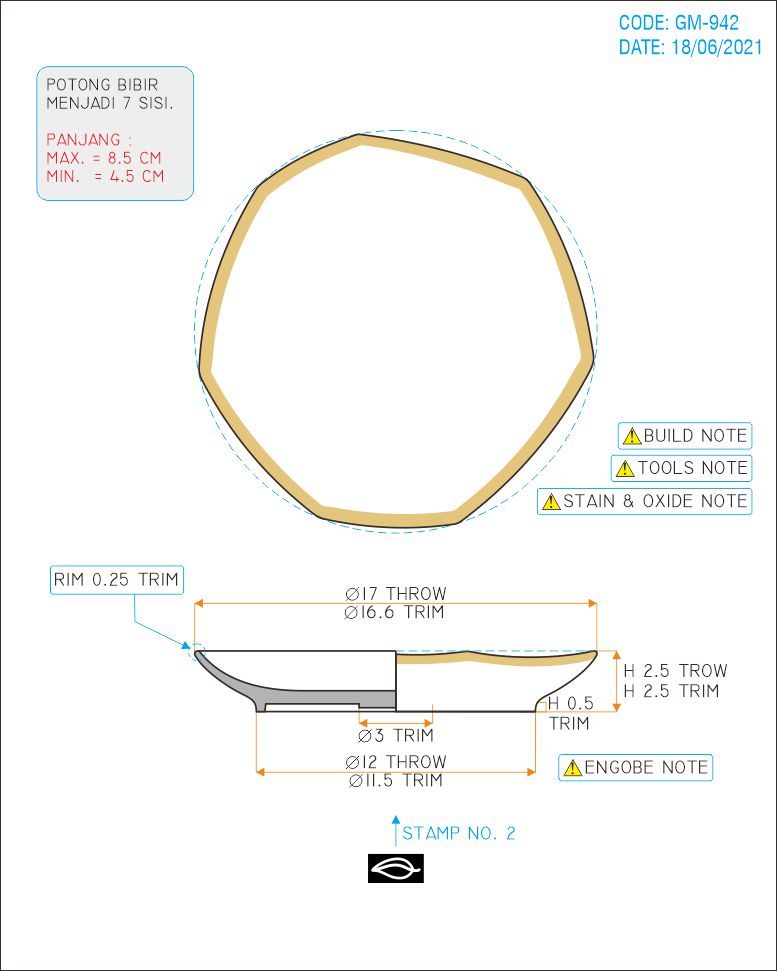 CODE: GM-942
DATE: 18/06/2021
POTONG BIBIR
MENJADI 7 SISI.
PANJANG :
MAX. = 8.5 CM
MIN. = 4.5 CM
BUILD NOTE
TOOLS NOTE
STAIN & OXIDE NOTE
RIM 0.25 TRIM
∅17 THROW
∅16.6 TRIM
H 2.5 TROW
H 2.5 TRIM
H 0.5
TRIM
∅3 TRIM
∅12 THROW
∅11.5 TRIM
ENGOBE NOTE
STAMP NO. 2